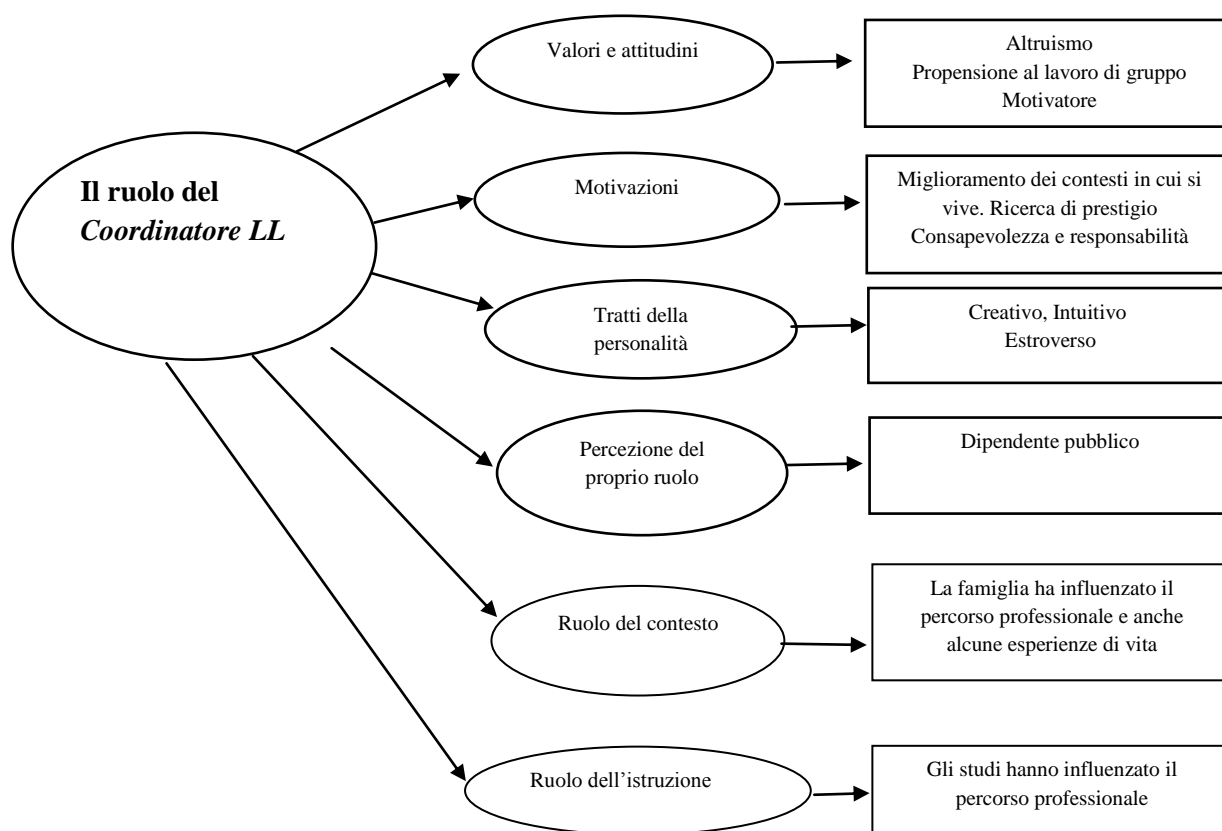 Il ruolo del
Coordinatore LL
Valori e attitudini
Altruismo
Propensione al lavoro di gruppo
Motivatore
Motivazioni
Miglioramento dei contesti in cui si
vive. Ricerca di prestigio
Consapevolezza e responsabilità
Tratti della
personalità
Creativo, Intuitivo
Estroverso
Percezione del
proprio ruolo
Dipendente pubblico
Ruolo del contesto
La famiglia ha influenzato il
percorso professionale e anche
alcune esperienze di vita
Ruolo dell’istruzione
Gli studi hanno influenzato il
percorso professionale